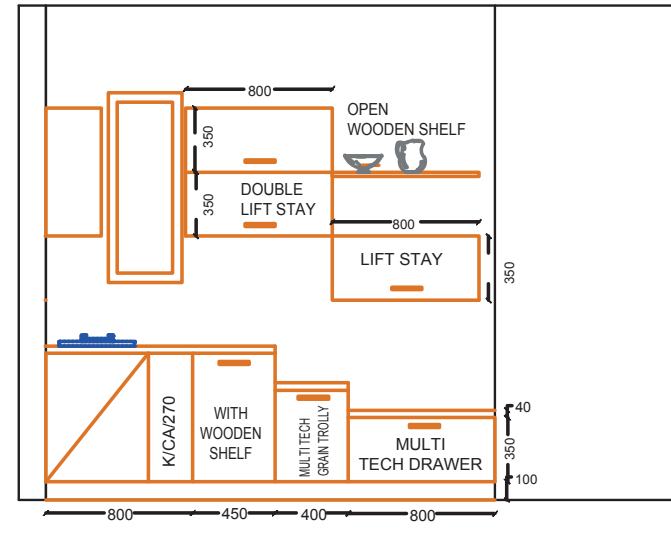 800
OPEN
WOODEN SHELF
350
350
DOUBLE
LIFT STAY
800
LIFT STAY
350
K/CA/270
WITH
WOODEN
SHELF
MULTI TECH
GRAIN TROLLY
MULTI
TECH DRAWER
40
350
100
800
450
400
800